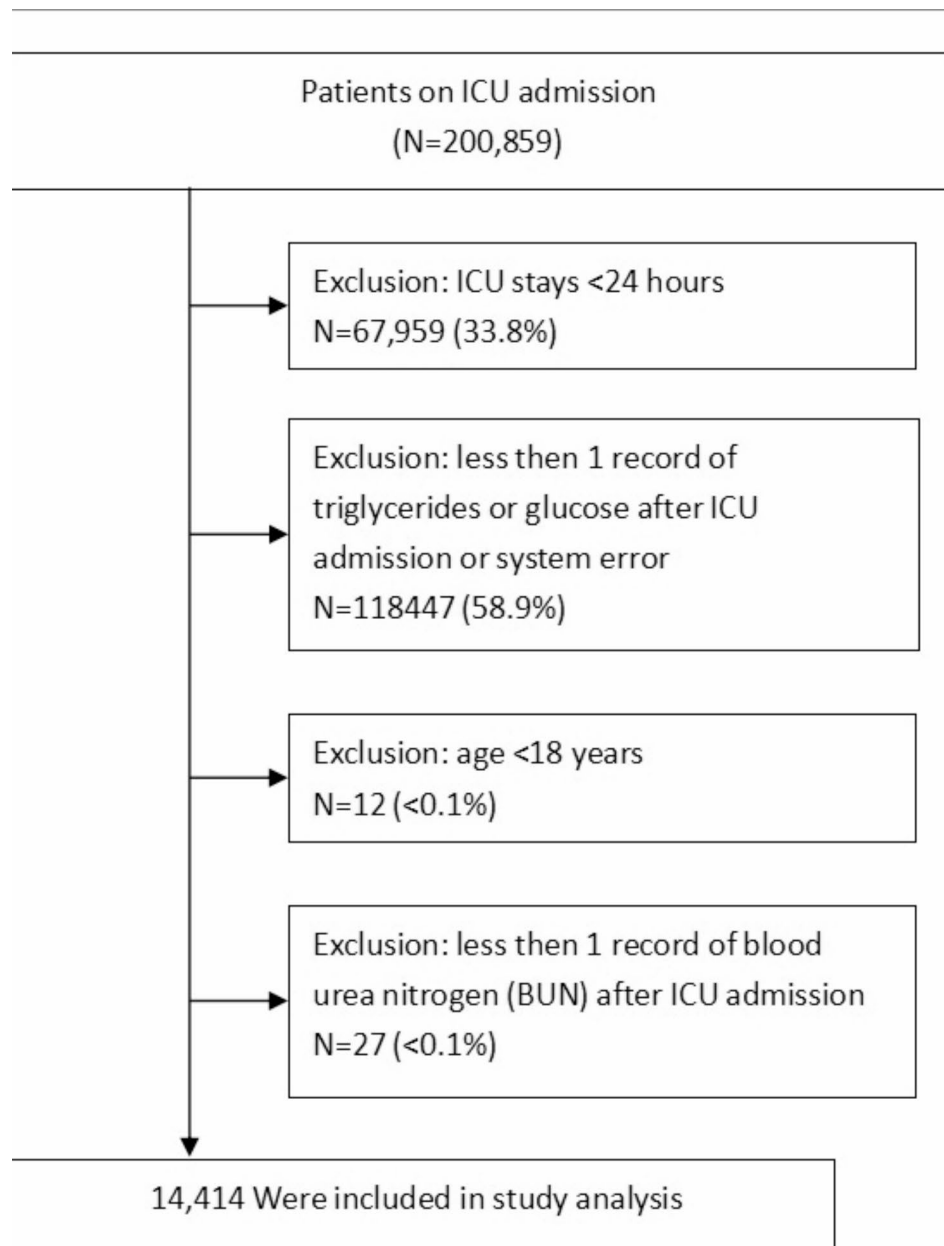 Patients on ICU admission
(N=200,859)
Exclusion: ICU stays <24 hours
N=67,959 (33.8%)
Exclusion: less then 1 record of
triglycerides or glucose after ICU
admission or system error
N=118447 (58.9%)
Exclusion: age <18 years
N=12 (<0.1%)
Exclusion: less then 1 record of blood
urea nitrogen (BUN) after ICU admission
N=27 (<0.1%)
14,414 Were included in study analysis